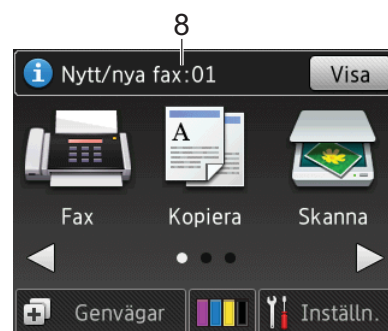 8
Nytt/nya fax:01 Visa
A
Fax Kopiera Skanna
Genvägar Inställn.